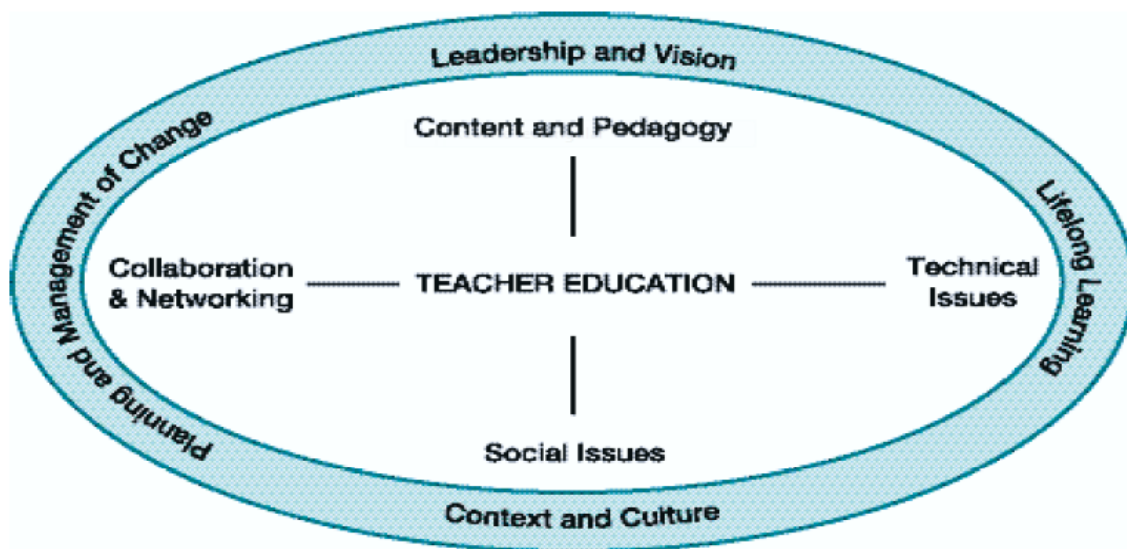 Leadership and Vision
Content and Pedagogy
Planning and Management of Change
Collaboration
& Networking
TEACHER EDUCATION
Technical
Issues
Lifelong Learning
Social Issues
Context and Culture